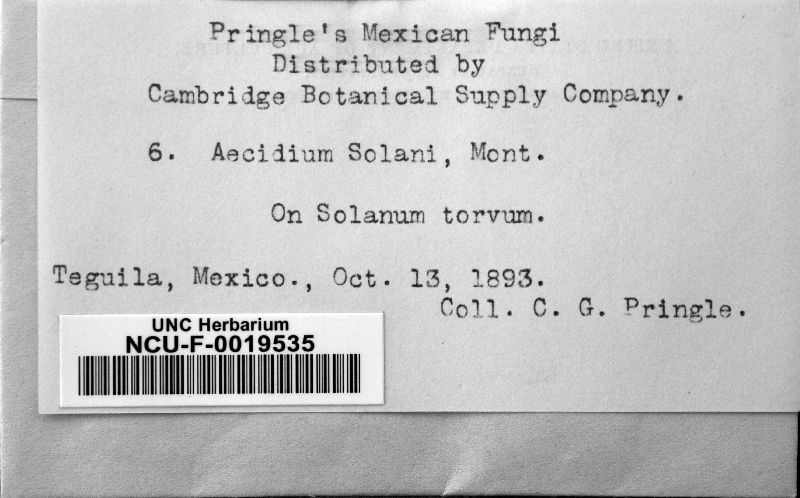 Pringle's Mexican Fungi
Distributed by
Cambridge Botanical Supply Company.
6. Aecidium Solani, Mont.
On Solanum torvum.
Teguila, Mexico., Oct. 13, 1893.
Coll. C. G. Pringle.
UNC Herbarium
NCU-F-0019535